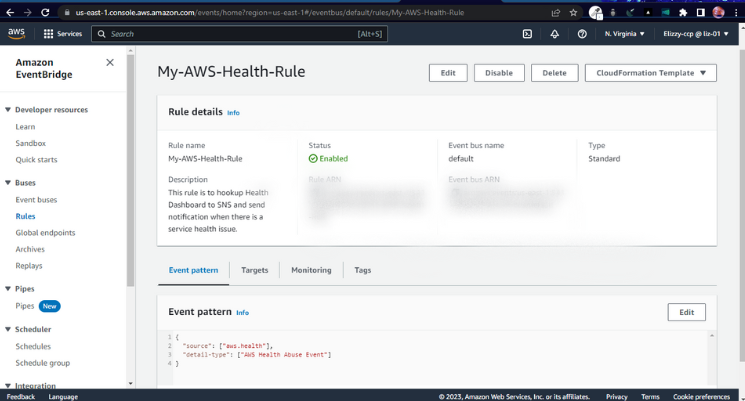 us-east-1.console.aws.amazon.com/events/home?region=us-east-1#/eventbus/default/rules/My-AWS-Health-Rule
aws
Services
Search
[Alt+S]
N. Virginia
Elizzy-ccp @ liz-01
Amazon EventBridge
Developer resources
Learn
Sandbox
Quick starts
Buses
Event buses
Rules
Global endpoints
Archives
Replays
Pipes
Pipes New
Scheduler
Schedules
Schedule group
Integration
My-AWS-Health-Rule
Edit
Disable
Delete
CloudFormation Template
Rule details Info
Rule name
My-AWS-Health-Rule
Description
This rule is to hookup Health
Dashboard to SNS and send
notification when there is a
service health issue.
Status
Enabled
Rule ARN
Event bus name
default
Event bus ARN
Type
Standard
Event pattern
Targets
Monitoring
Tags
Event pattern Info
Edit
1 {
2 "source": ["aws.health"],
3 "detail-type": ["AWS Health Abuse Event"]
4 }
Feedback
Language
© 2023, Amazon Web Services, Inc. or its affiliates.
Privacy
Terms
Cookie preferences